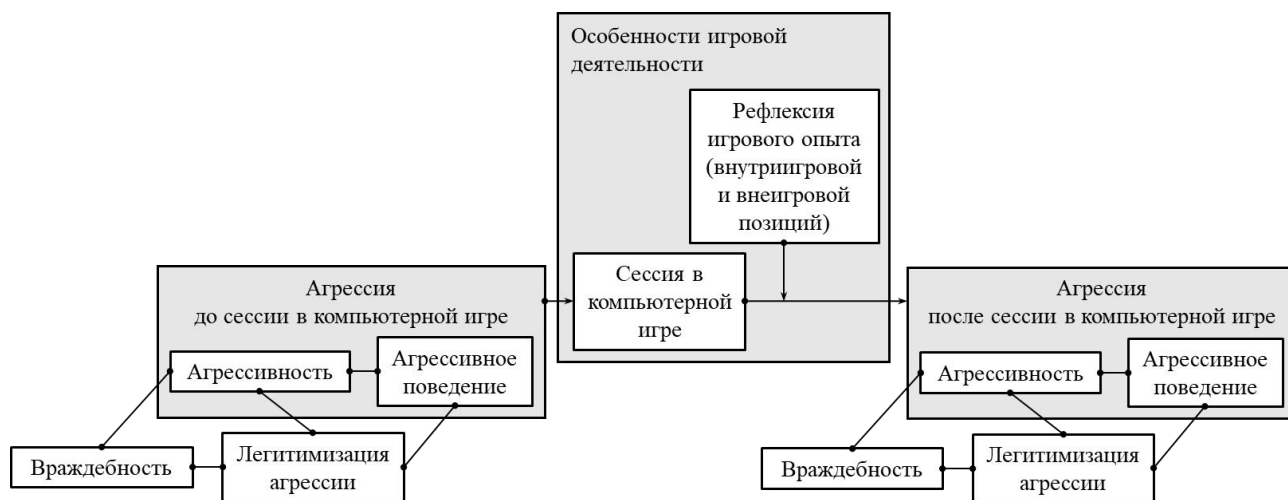 Особенности игровой
деятельности
Рефлексия
игрового опыта
(внутриигровой
и внеигровой
позиций)
Сессия в
компьютерной
игре
Агрессия
до сессии в компьютерной игре
Агрессивность
Агрессивное
поведение
Враждебность
Легитимизация
агрессии
Агрессия
после сессии в компьютерной игре
Агрессивность
Агрессивное
поведение
Враждебность
Легитимизация
агрессии